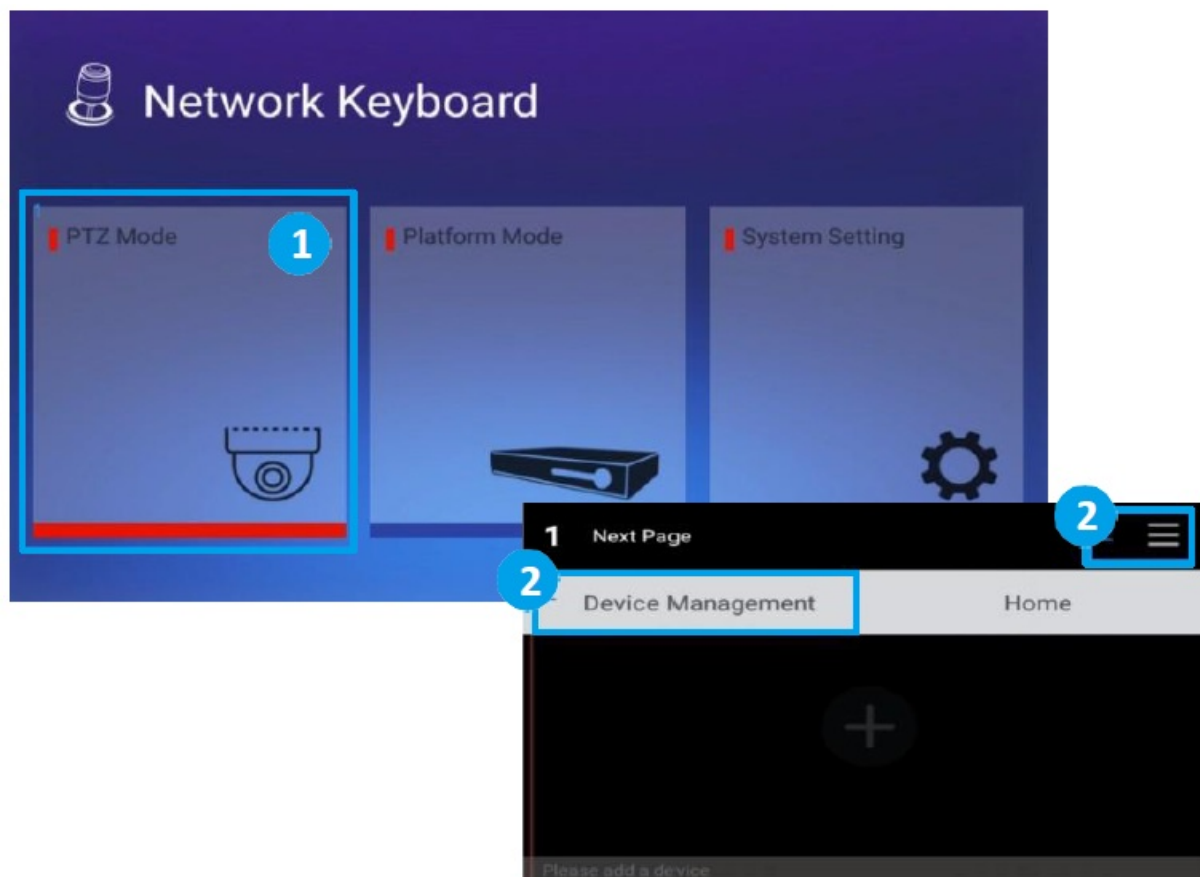 Network Keyboard
1
PTZ Mode
1
Platform Mode
System Setting
1 Next Page
2
2
Device Management
Home
Please add a device